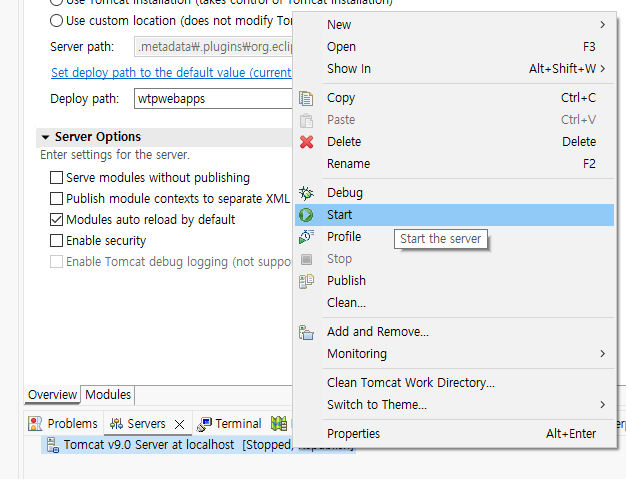 Use Tomcat installation (takes control of Tomcat installation)
Use custom location (does not modify Tom
Server path: .metadata￦.plugins￦org.eclip
Set deploy path to the default value (current
Deploy path: wtpwebapps
Server Options
Enter settings for the server.
Serve modules without publishing
Publish module contexts to separate XML
Modules auto reload by default
Enable security
Enable Tomcat debug logging (not suppo
Overview Modules
Problems Servers Terminal
Tomcat v9.0 Server at localhost [Stopped, Republish]
New
Open F3
Show In Alt+Shift+W
Copy Ctrl+C
Paste Ctrl+V
Delete Delete
Rename F2
Debug
Start
Profile
Start the server
Stop
Publish
Clean...
Add and Remove...
Monitoring
Clean Tomcat Work Directory...
Switch to Theme...
Properties Alt+Enter